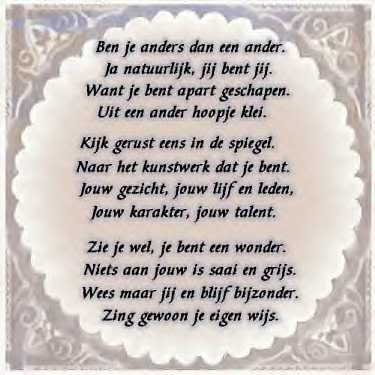 Ben je anders dan een ander.
Ja natuurlijk, jij bent jij.
Want je bent apart geschapen.
Uit een ander hoopje klei.
Kijk gerust eens in de spiegel.
Naar het kunstwerk dat je bent.
Jouw gezicht, jouw lijf en leden,
Jouw karakter, jouw talent.
Zie je wel, je bent een wonder.
Niets aan jouw is saai en grijs.
Wees maar jij en blijf bijzonder.
Zing gewoon je eigen wijs.